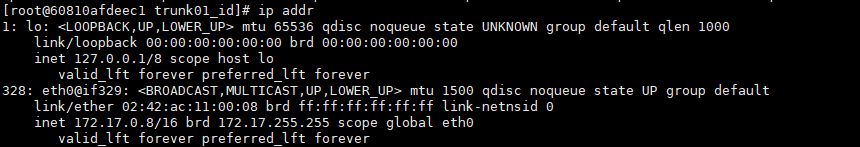 [root@60810afdeec1 trunk01_id]# ip addr
1: lo: <LOOPBACK,UP,LOWER_UP> mtu 65536 qdisc noqueue state UNKNOWN group default qlen 1000
    link/loopback 00:00:00:00:00:00 brd 00:00:00:00:00:00
    inet 127.0.0.1/8 scope host lo
       valid_lft forever preferred_lft forever
328: eth0@if329: <BROADCAST,MULTICAST,UP,LOWER_UP> mtu 1500 qdisc noqueue state UP group default
    link/ether 02:42:ac:11:00:08 brd ff:ff:ff:ff:ff:ff link-netnsid 0
    inet 172.17.0.8/16 brd 172.17.255.255 scope global eth0
       valid_lft forever preferred_lft forever